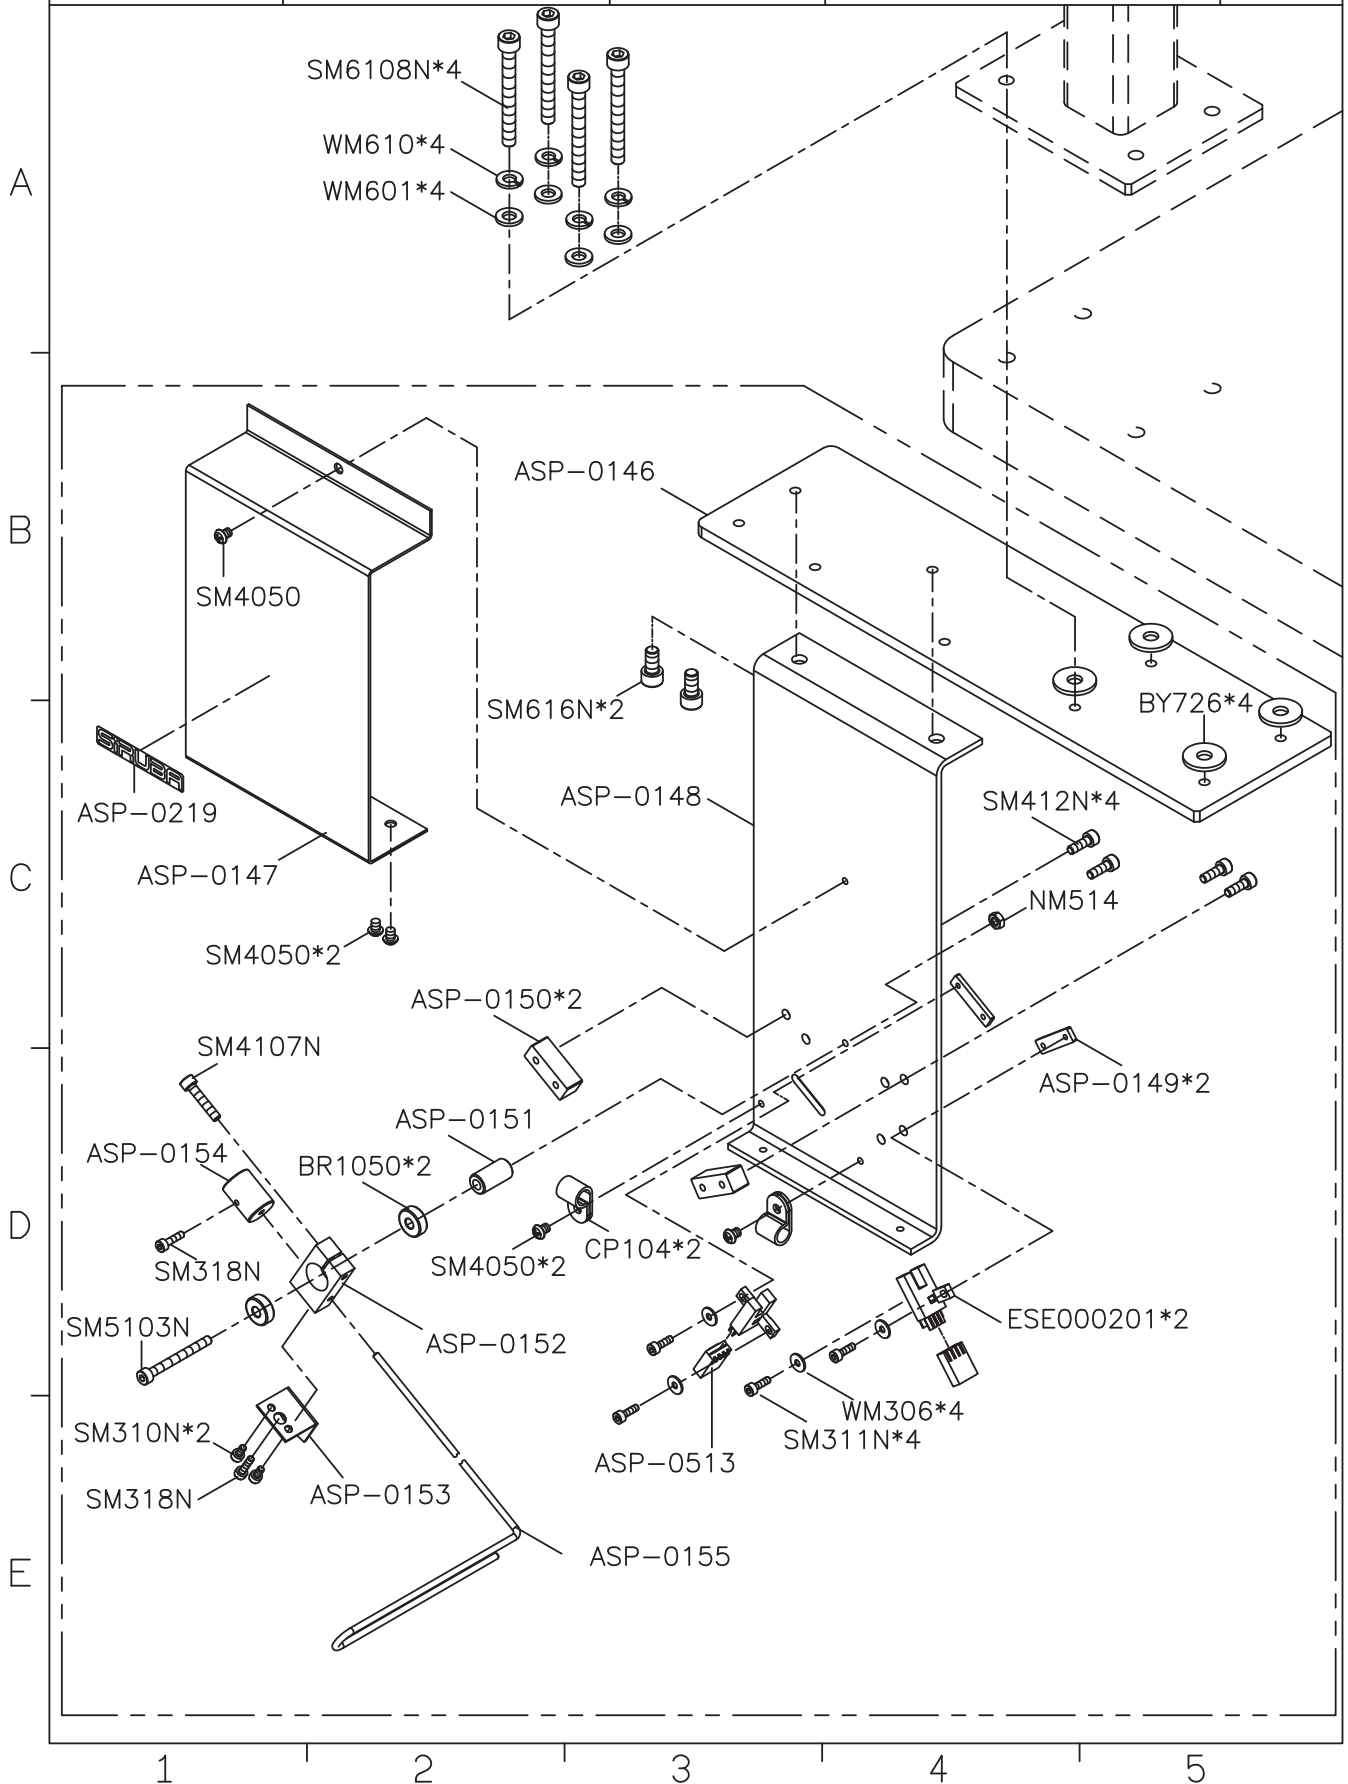 SM6108N*4
WM610*4
A
WM601*4
ASP-0146
B
SM4050
SM616N*2
BY726*4
SIRUBA
ASP-0219
ASP-0148
SM412N*4
ASP-0147
C
NM514
SM4050*2
ASP-0150*2
SM4107N
ASP-0149*2
ASP-0151
ASP-0154
BR1050*2
D
SM318N
SM4050*2
CP104*2
SM5103N
ASP-0152
ESE000201*2
WM306*4
SM310N*2
SM311N*4
ASP-0513
SM318N
ASP-0153
ASP-0155
E
1
2
3
4
5